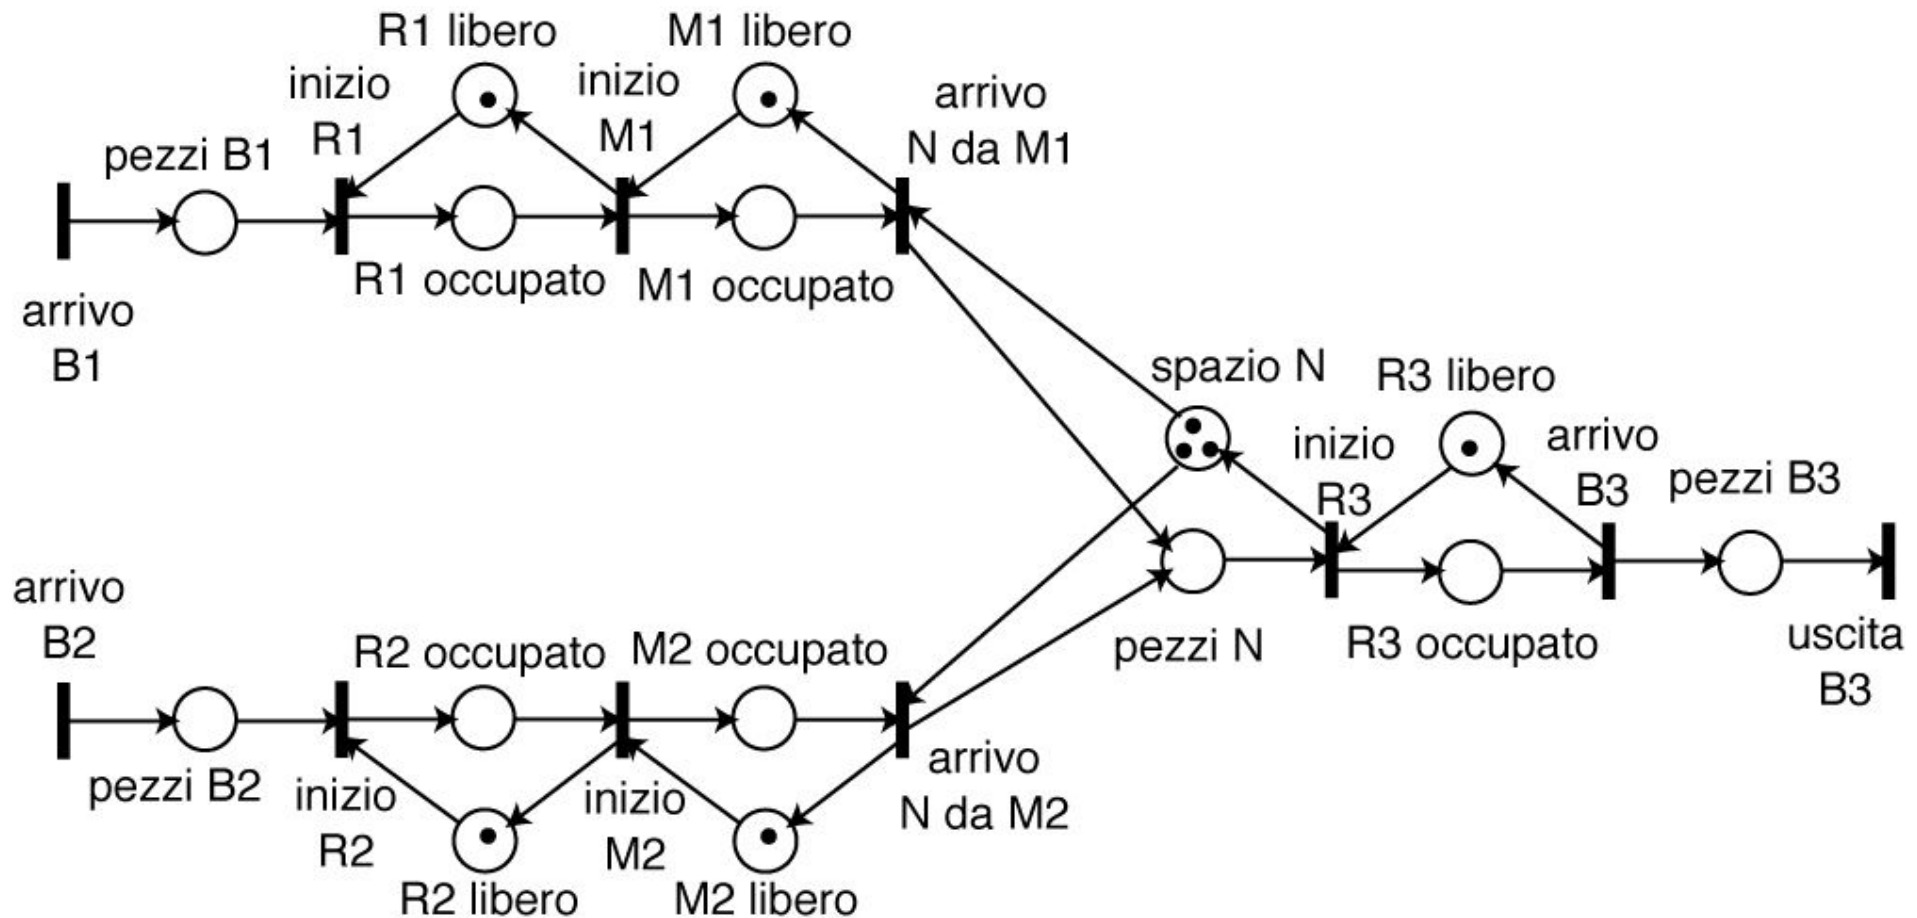 R1 libero
M1 libero
inizio
R1
inizio
M1
arrivo
N da M1
pezzi B1
R1 occupato
M1 occupato
arrivo
B1
spazio N
R3 libero
inizio
R3
arrivo
B3
pezzi B3
arrivo
B2
R2 occupato
M2 occupato
pezzi N
R3 occupato
uscita
B3
pezzi B2
inizio
R2
inizio
M2
arrivo
N da M2
R2 libero
M2 libero